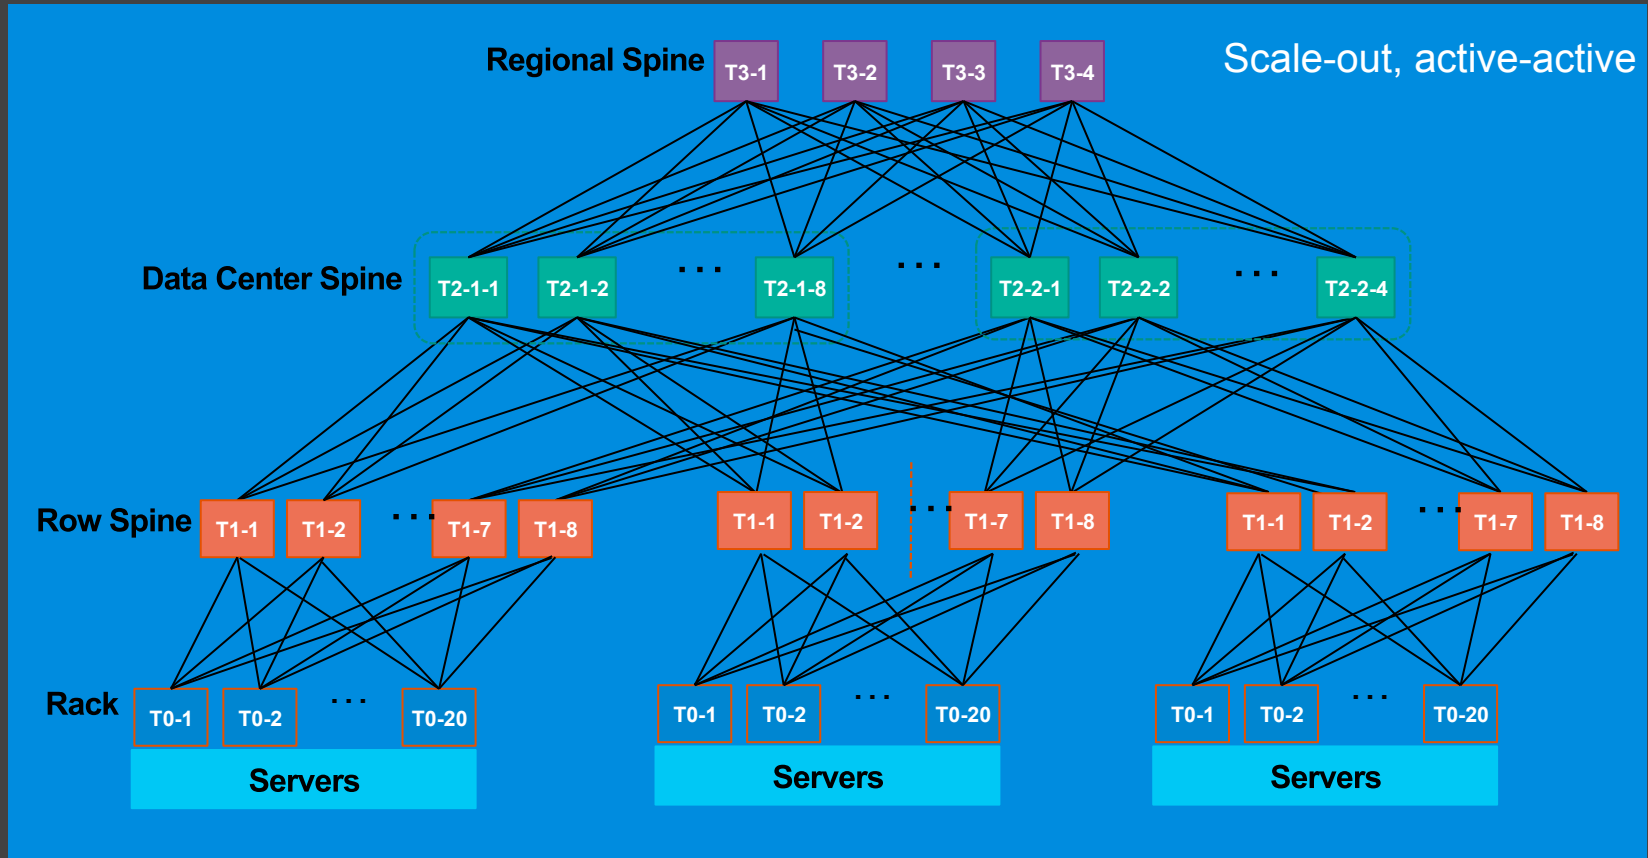 Regional Spine
T3-1
T3-2
T3-3
T3-4
Scale-out, active-active
Data Center Spine
T2-1-1
T2-1-2
...
T2-1-8
...
T2-2-1
T2-2-2
...
T2-2-4
Row Spine
T1-1
T1-2
...
T1-7
T1-8
T1-1
T1-2
...
T1-7
T1-8
T1-1
T1-2
...
T1-7
T1-8
Rack
T0-1
T0-2
...
T0-20
T0-1
T0-2
...
T0-20
T0-1
T0-2
...
T0-20
Servers
Servers
Servers